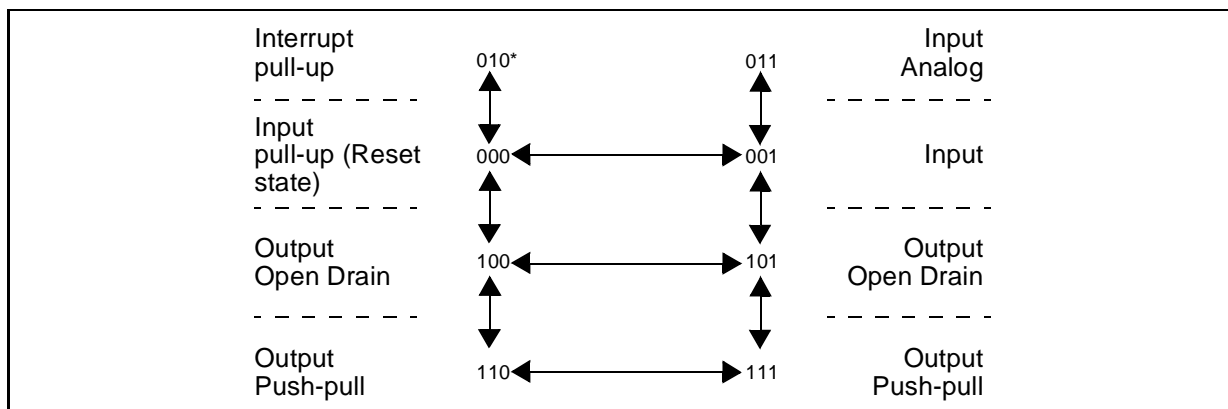 Interrupt
pull-up
010*
011
Input
Analog
Input
pull-up (Reset
state)
000
001
Input
Output
Open Drain
100
101
Output
Open Drain
Output
Push-pull
110
111
Output
Push-pull